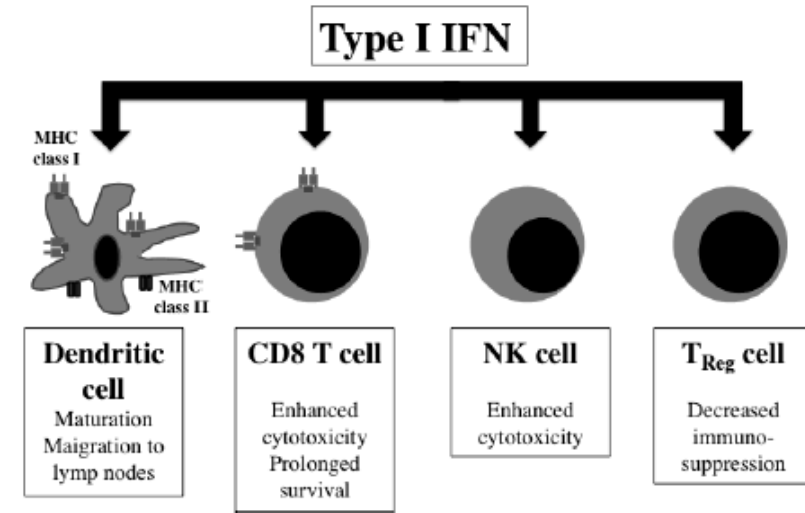 Type I IFN
MHC
class I
MHC
class II
Dendritic
cell
Maturation
Maigration to
lymp nodes
CD8 T cell
Enhanced
cytotoxicity
Prolonged
survival
NK cell
Enhanced
cytotoxicity
TReg cell
Decreased
immuno-
suppression